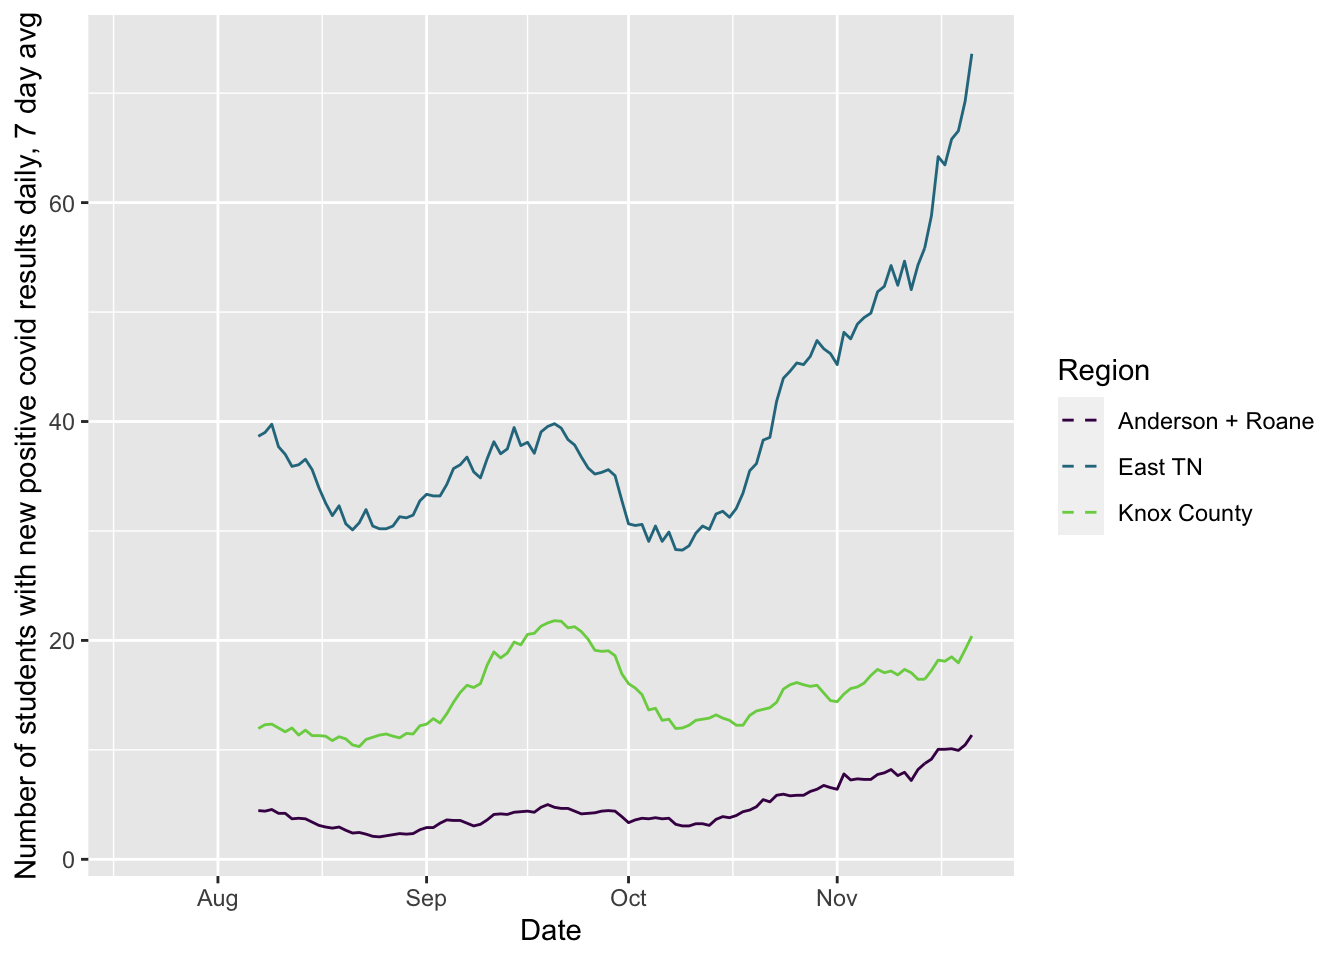 Number of students with new positive covid results daily, 7 day avg
60
40
20
0
Aug Sep Oct Nov
Date
Region
Anderson + Roane
East TN
Knox County